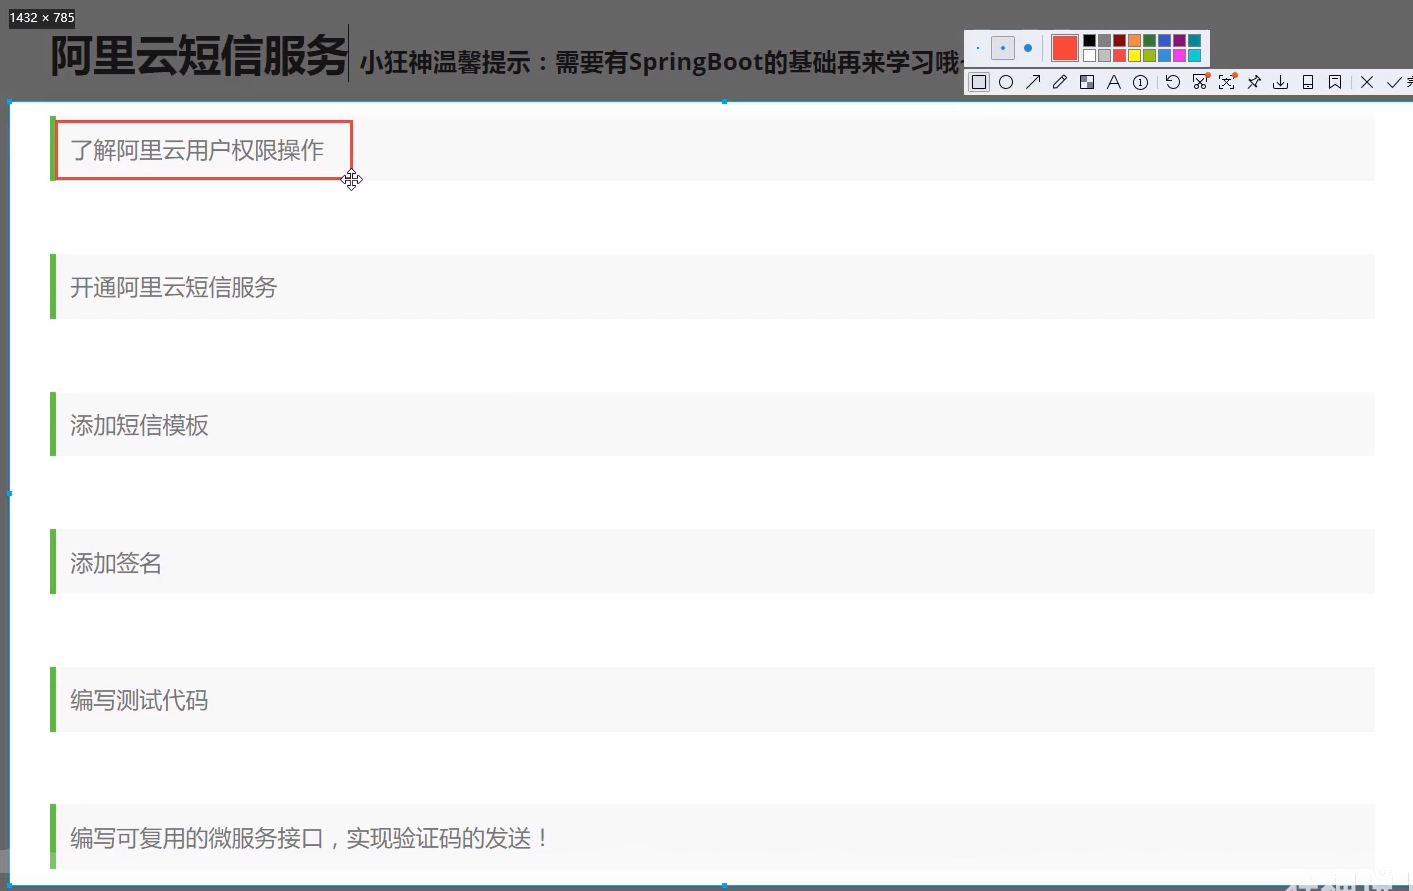 1432 × 785
阿里云短信服务 小狂神温馨提示：需要有SpringBoot的基础再来学习哦
了解阿里云用户权限操作
开通阿里云短信服务
添加短信模板
添加签名
编写测试代码
编写可复用的微服务接口，实现验证码的发送！